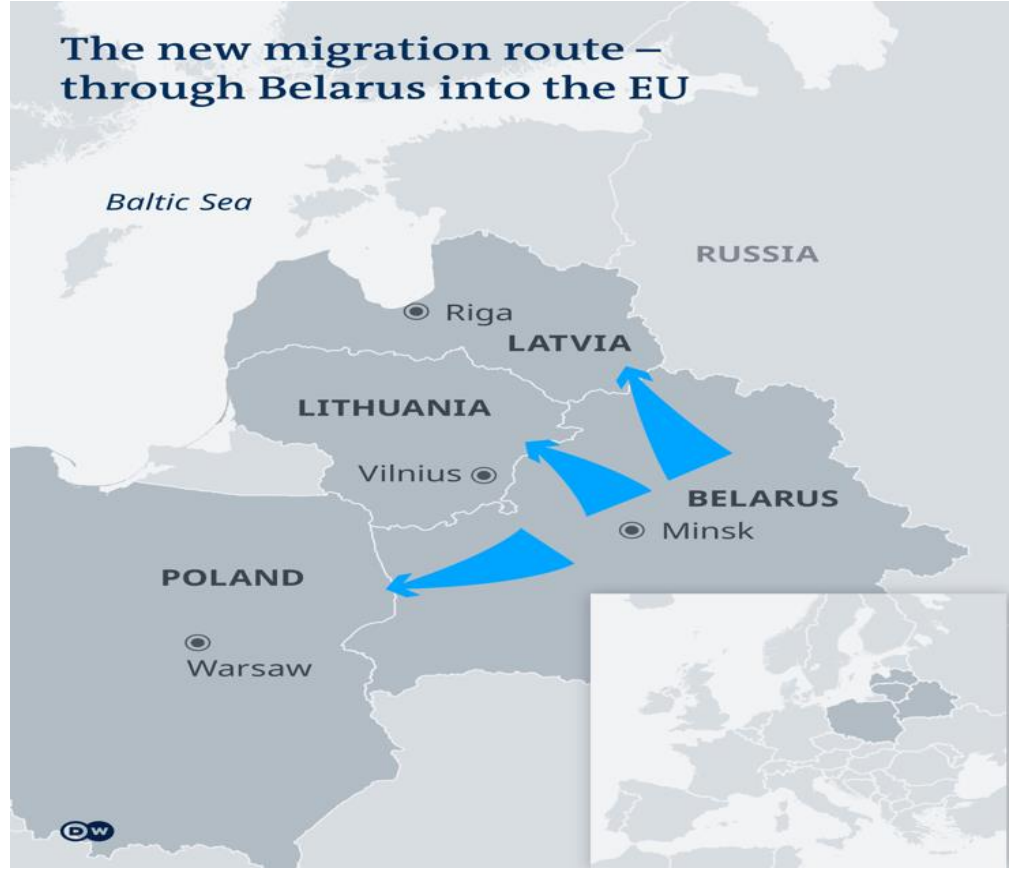 The new migration route –
through Belarus into the EU
Baltic Sea
RUSSIA
Riga
LATVIA
LITHUANIA
Vilnius
BELARUS
Minsk
POLAND
Warsaw
DW